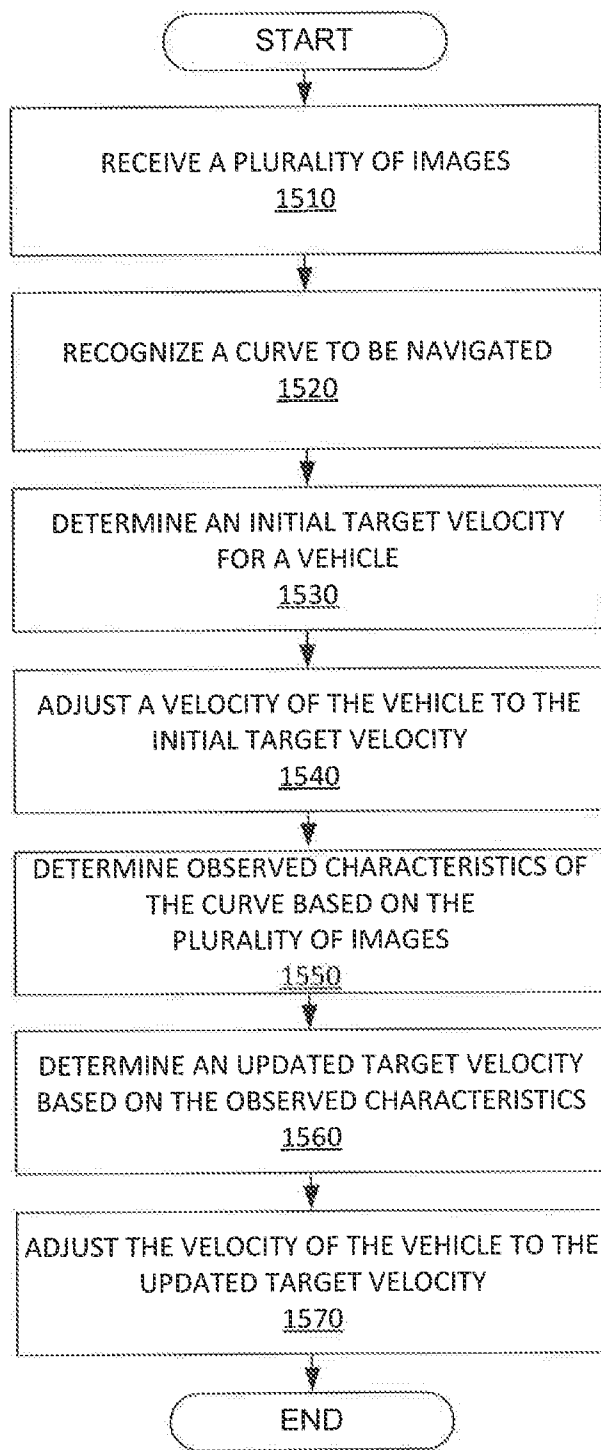 START
RECEIVE A PLURALITY OF IMAGES
1510
RECOGNIZE A CURVE TO BE NAVIGATED
1520
DETERMINE AN INITIAL TARGET VELOCITY
FOR A VEHICLE
1530
ADJUST A VELOCITY OF THE VEHICLE TO THE
INITIAL TARGET VELOCITY
1540
DETERMINE OBSERVED CHARACTERISTICS OF
THE CURVE BASED ON THE
PLURALITY OF IMAGES
1550
DETERMINE AN UPDATED TARGET VELOCITY
BASED ON THE OBSERVED CHARACTERISTICS
1560
ADJUST THE VELOCITY OF THE VEHICLE TO THE
UPDATED TARGET VELOCITY
1570
END